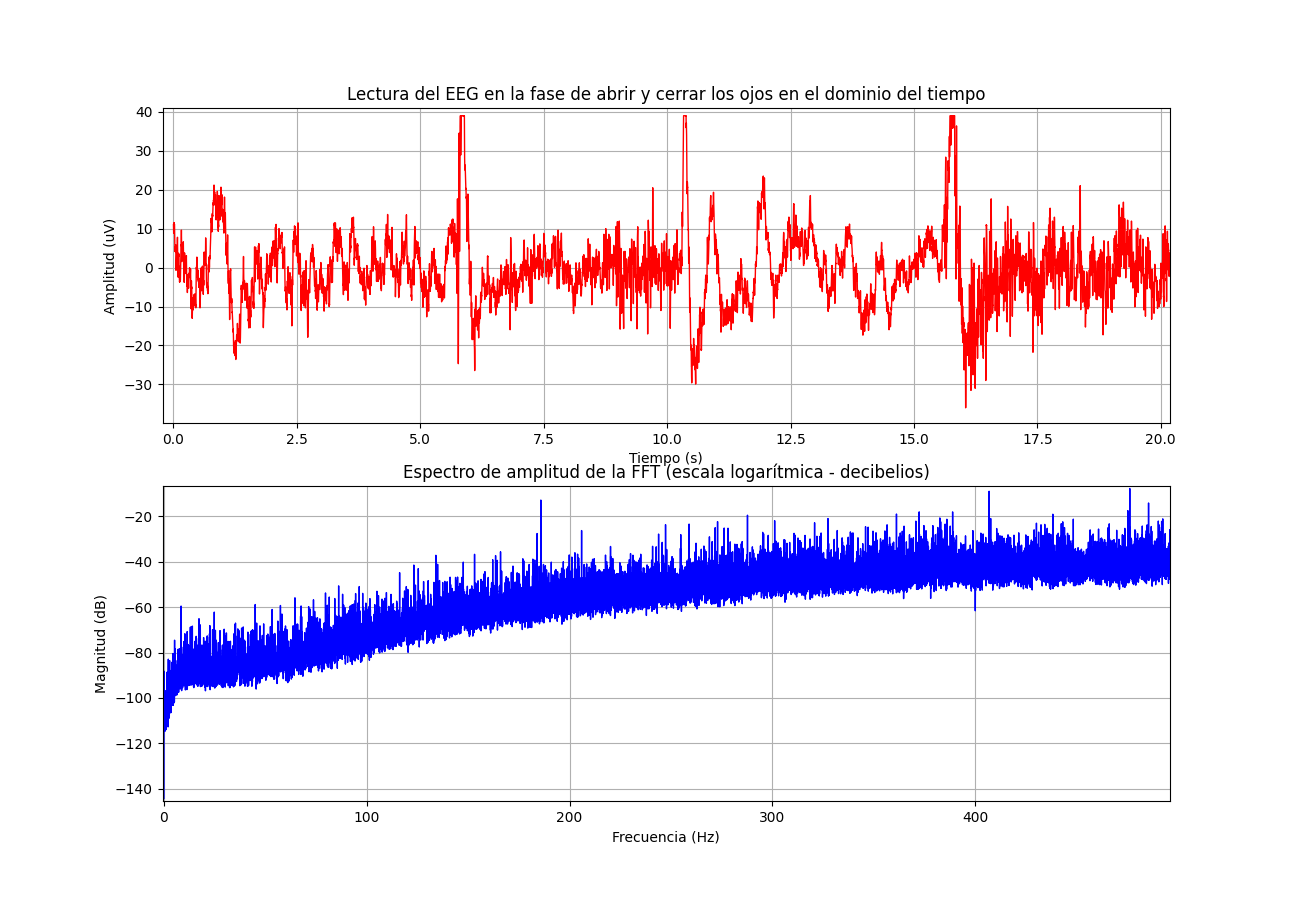 Lectura del EEG en la fase de abrir y cerrar los ojos en el dominio del tiempo
40
30
20
10
0
−10
−20
−30
Amplitud (uV)
0.0 2.5 5.0 7.5 10.0 12.5 15.0 17.5 20.0
Tiempo (s)
Espectro de amplitud de la FFT (escala logarítmica - decibelios)
−20
−40
−60
−80
−100
−120
−140
Magnitud (dB)
0 100 200 300 400
Frecuencia (Hz)